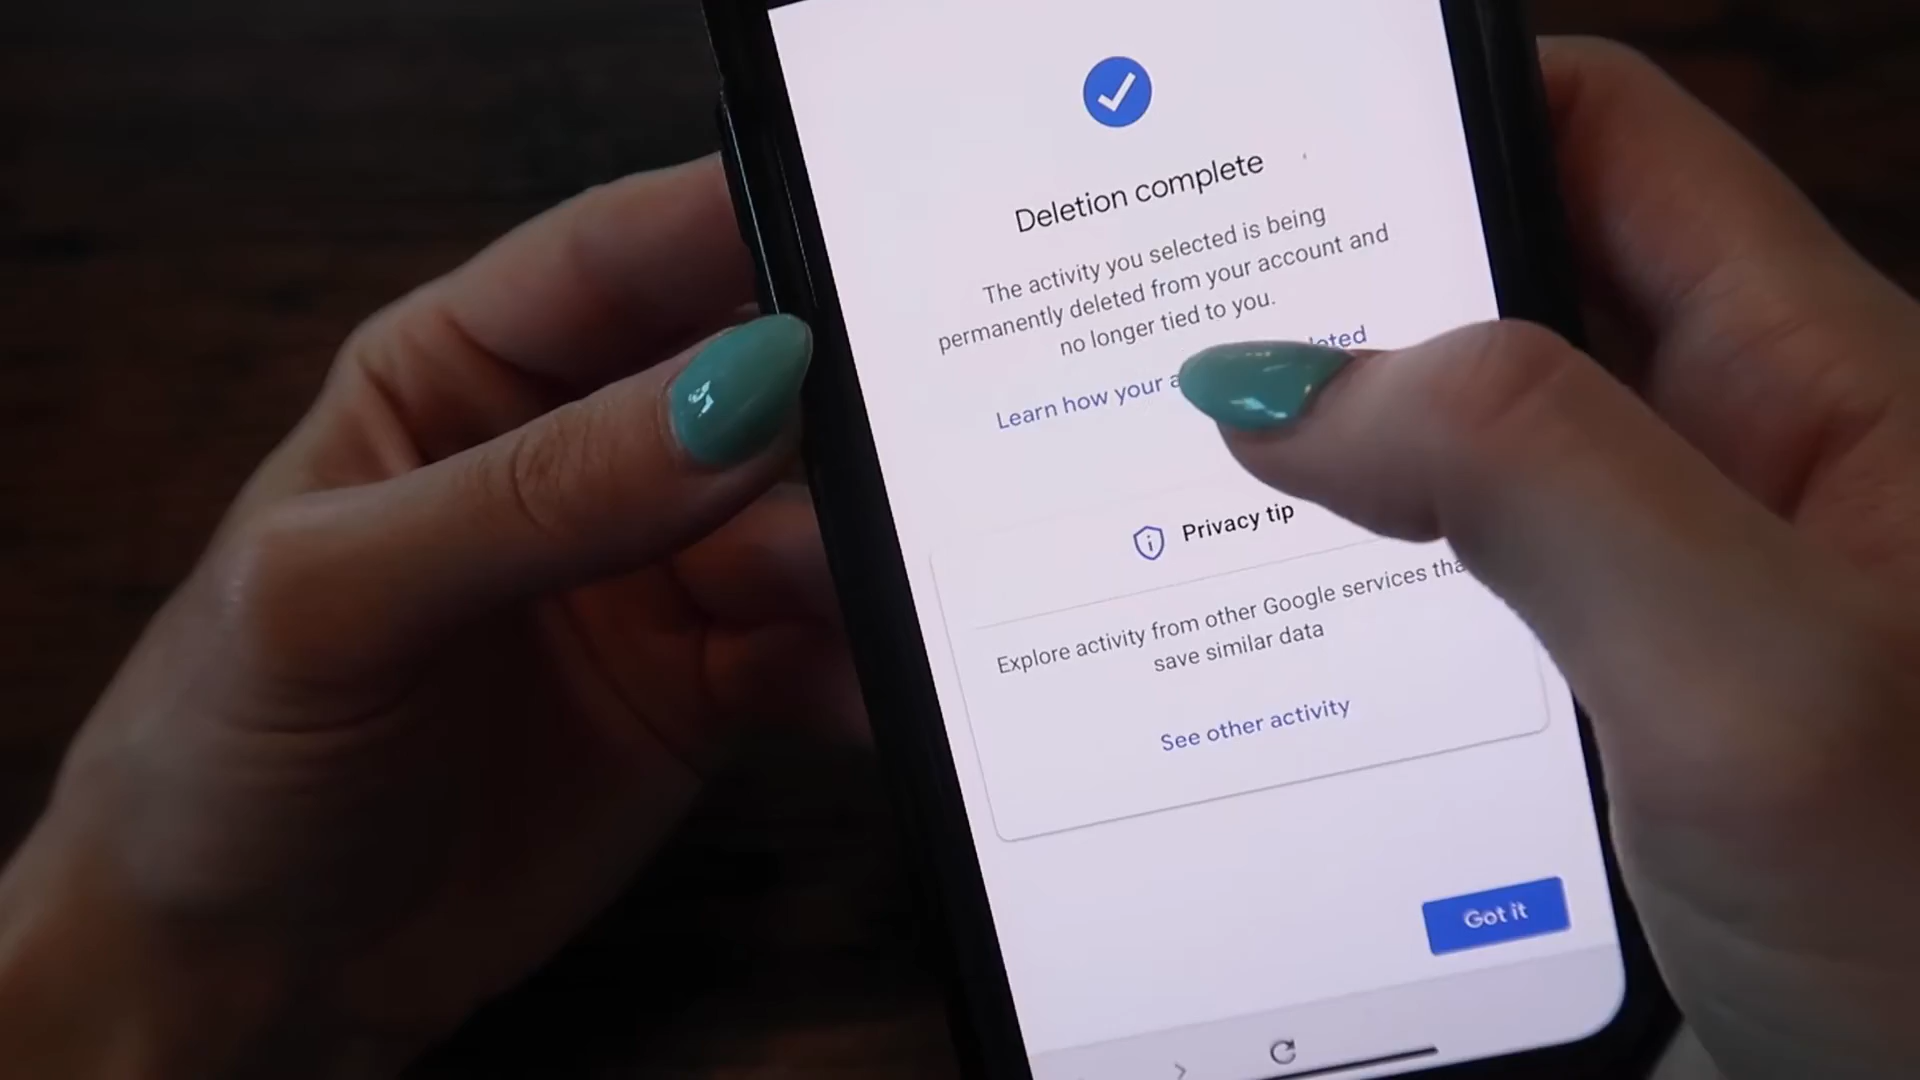 Deletion complete
The activity you selected is being
permanently deleted from your account and
no longer tied to you.
Learn how your
Privacy tip
Explore activity from other Google services
save similar data
See other activity
Got it